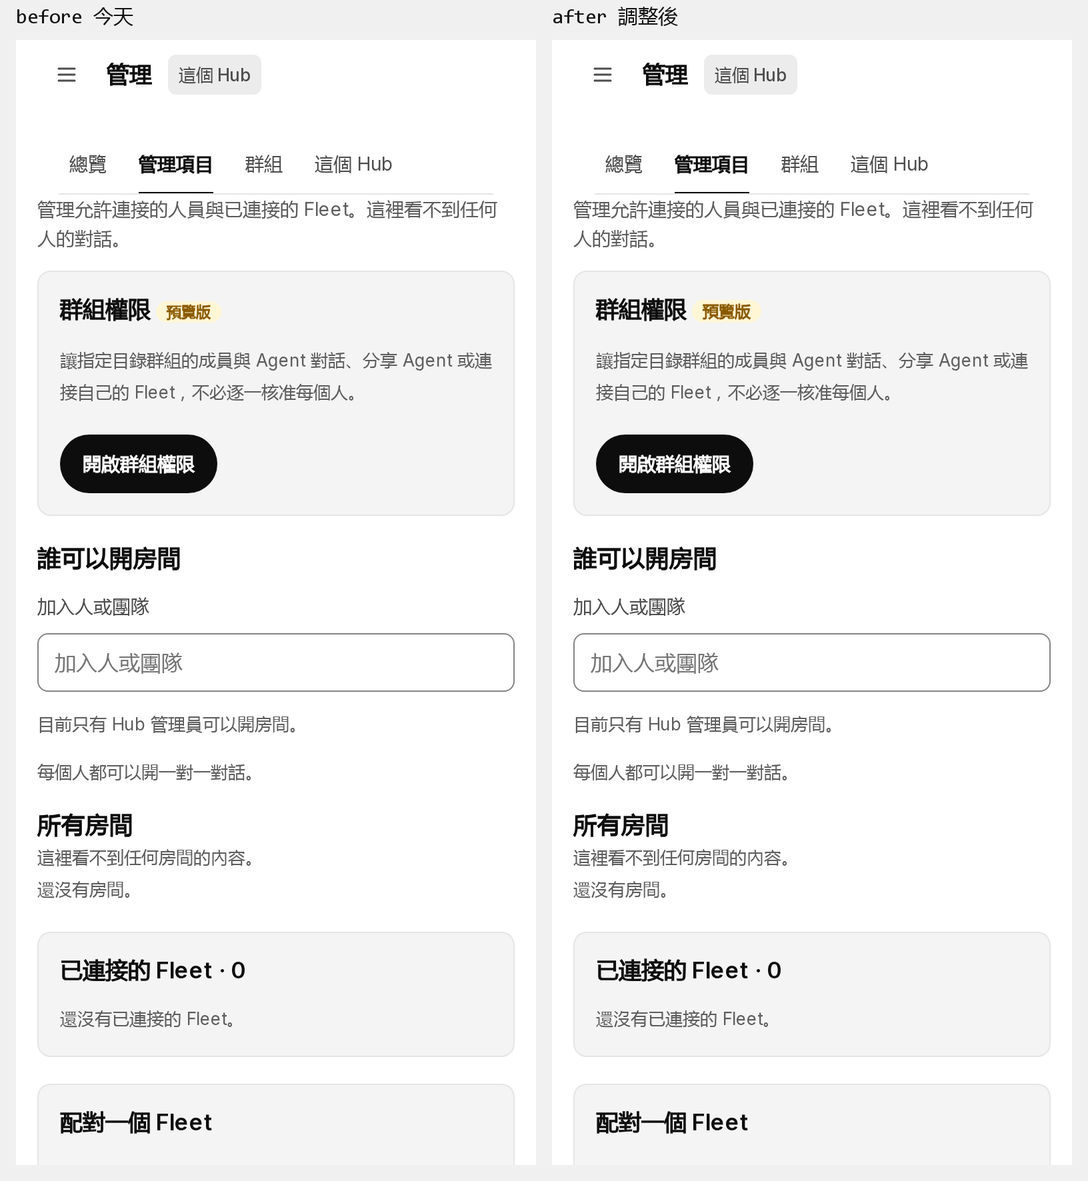 before 今天
管理
這個 Hub
總覽
管理項目
群組
這個 Hub
管理允許連接的人員與已連接的 Fleet。這裡看不到任何
人的對話。
群組權限 預覽版
讓指定目錄群組的成員與 Agent 對話、分享 Agent 或連
接自己的 Fleet，不必逐一核准每個人。
開啟群組權限
誰可以開房間
加入人或團隊
加入人或團隊
目前只有 Hub 管理員可以開房間。
每個人都可以開一對一對話。
所有房間
這裡看不到任何房間的內容。
還沒有房間。
已連接的 Fleet · 0
還沒有已連接的 Fleet。
配對一個 Fleet
after 調整後
管理
這個 Hub
總覽
管理項目
群組
這個 Hub
管理允許連接的人員與已連接的 Fleet。這裡看不到任何
人的對話。
群組權限 預覽版
讓指定目錄群組的成員與 Agent 對話、分享 Agent 或連
接自己的 Fleet，不必逐一核准每個人。
開啟群組權限
誰可以開房間
加入人或團隊
加入人或團隊
目前只有 Hub 管理員可以開房間。
每個人都可以開一對一對話。
所有房間
這裡看不到任何房間的內容。
還沒有房間。
已連接的 Fleet · 0
還沒有已連接的 Fleet。
配對一個 Fleet